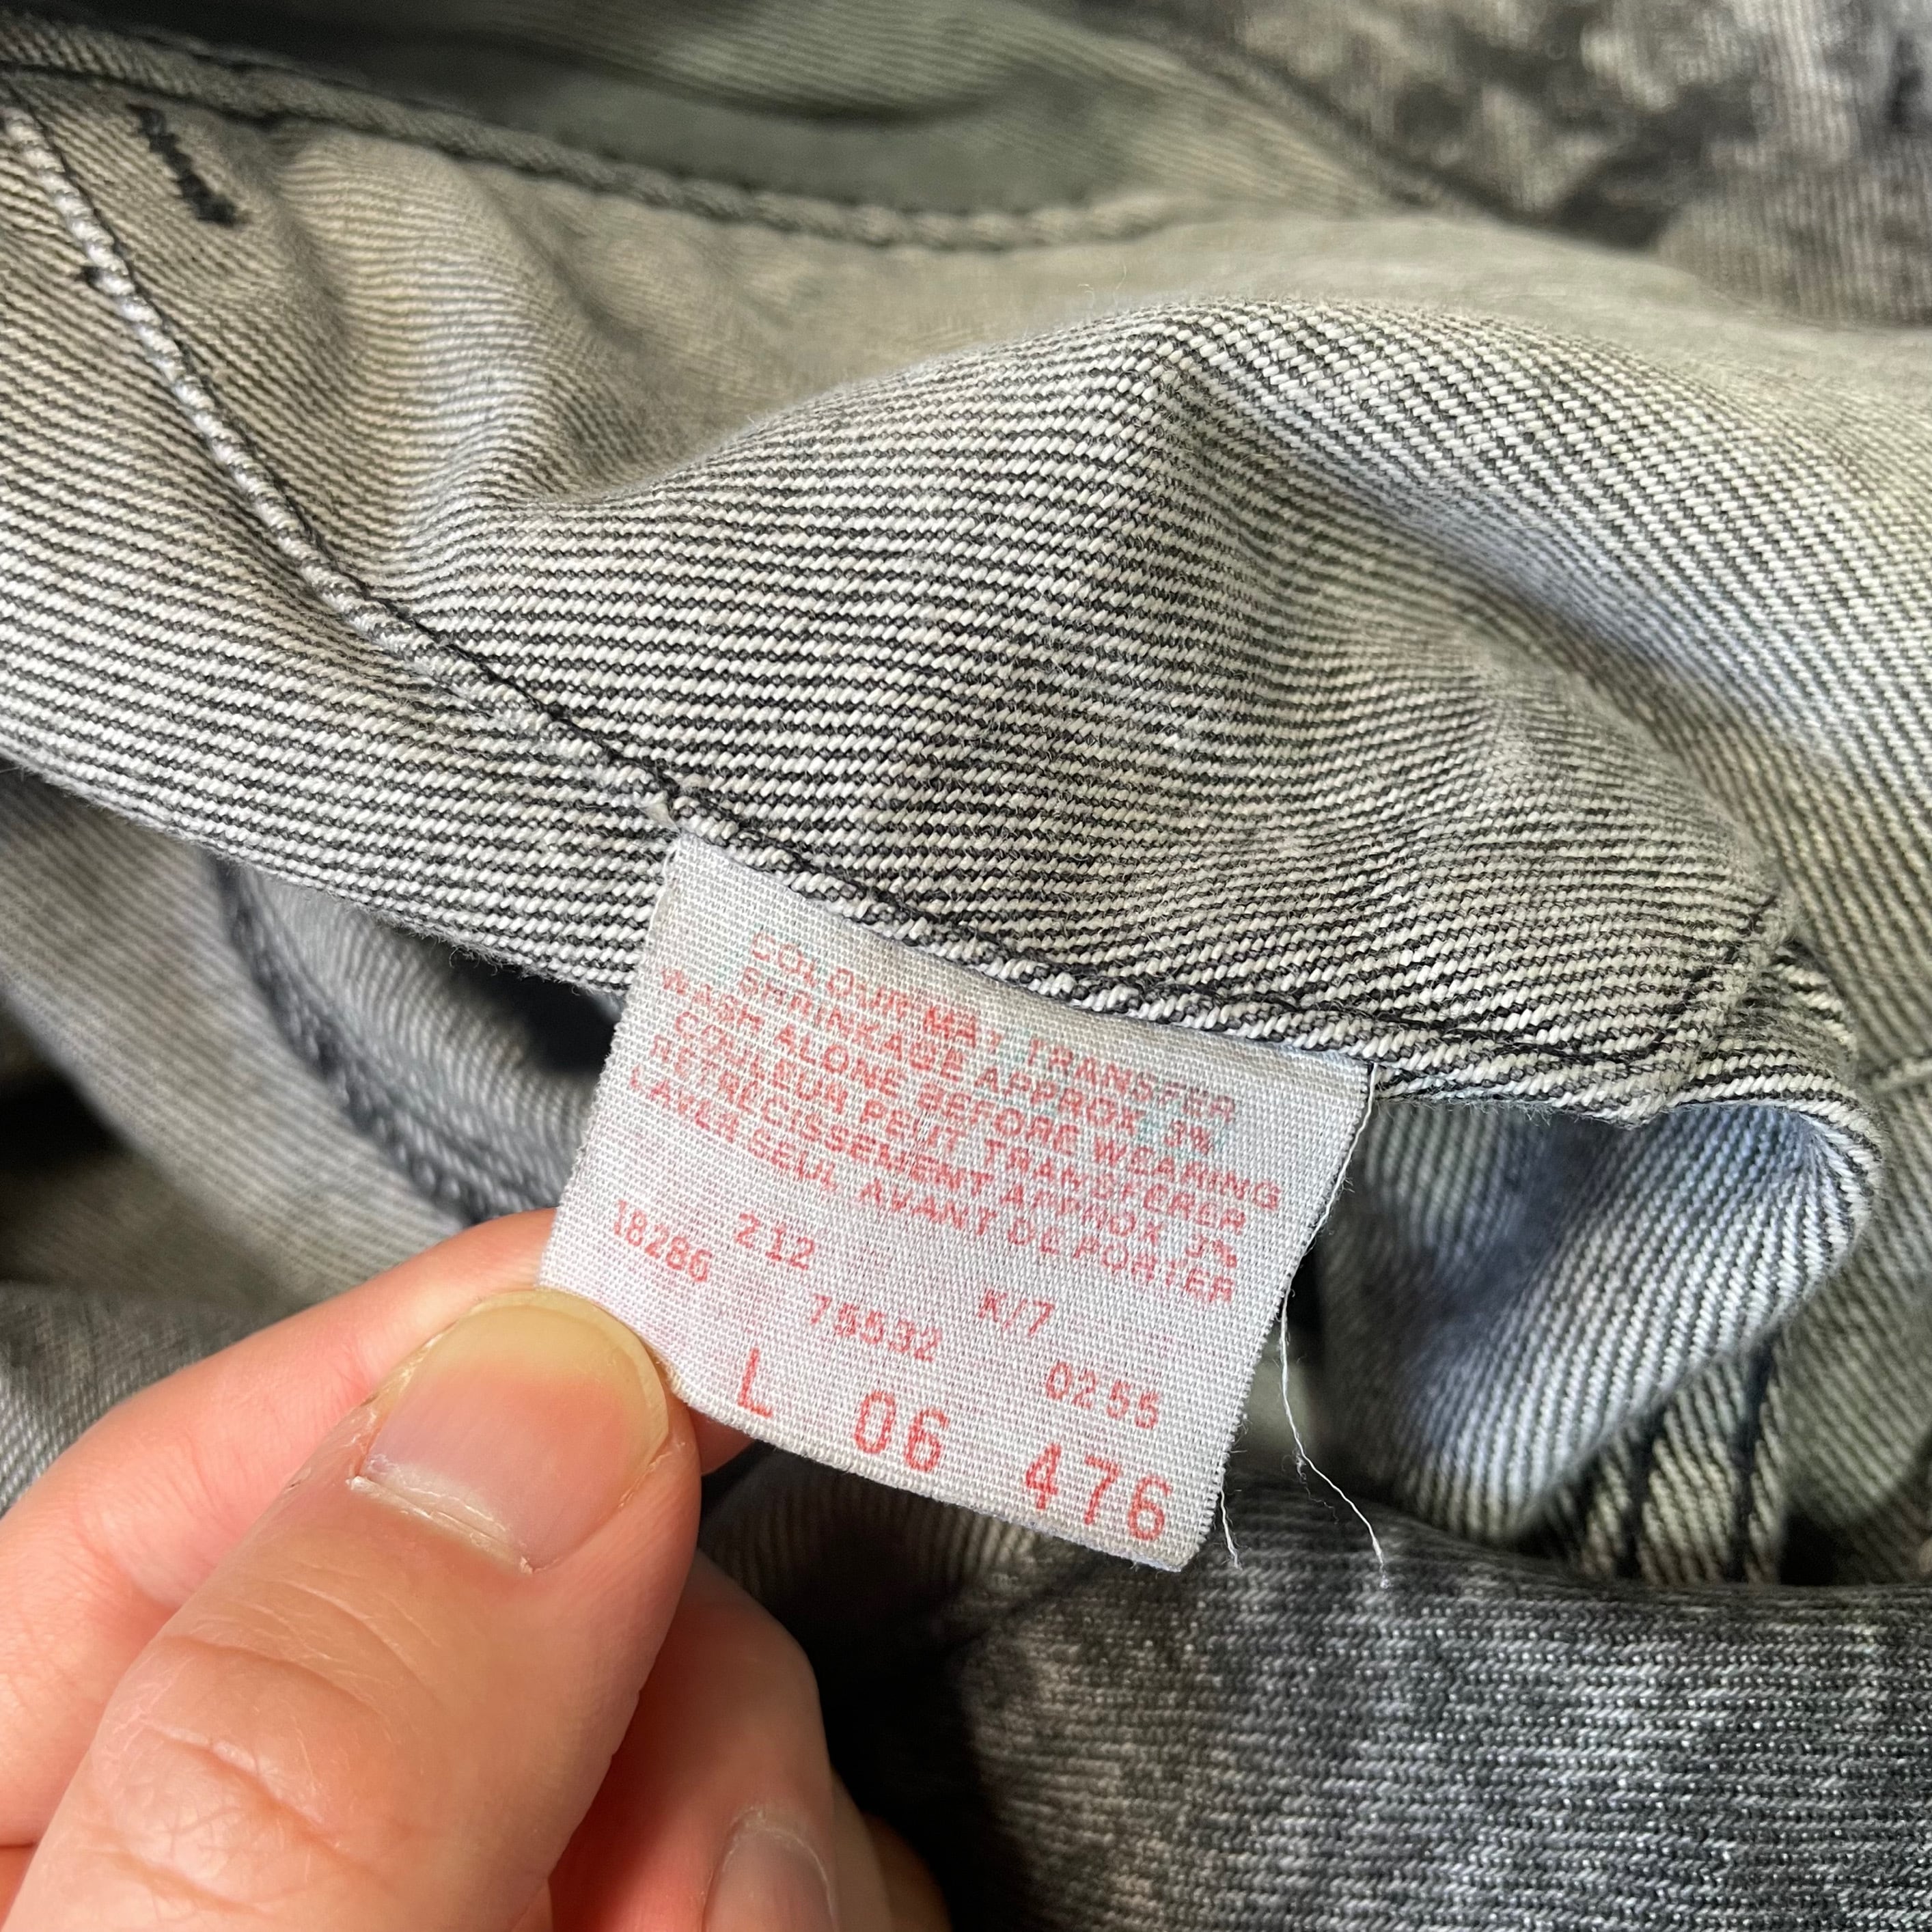 COLOUR MAY TRANSFER
SHRINKAGE APPROX 3%
WASH ALONE BEFORE WEARING
COULEUR PEUT TRANSFERER
RETRECISSEMENT APPROX 3%
LAVER SEUL AVANT DE PORTER
18286 212 K/7
75532 0255
L 06 476